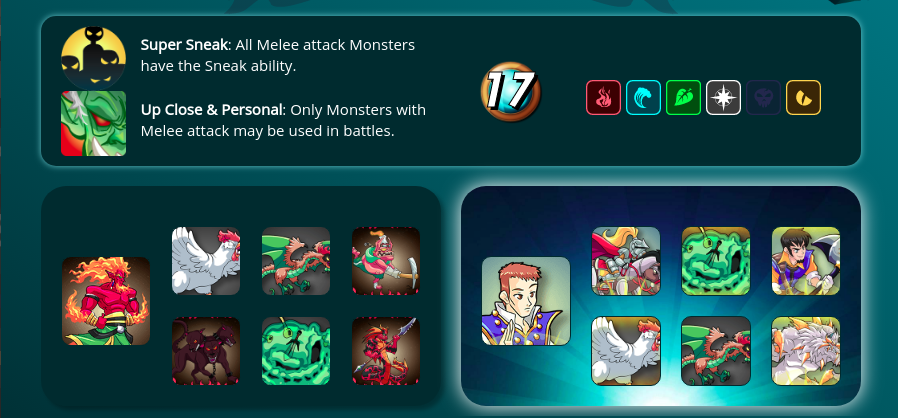 Super Sneak: All Melee attack Monsters
have the Sneak ability.
17
Up Close & Personal: Only Monsters with
Melee attack may be used in battles.